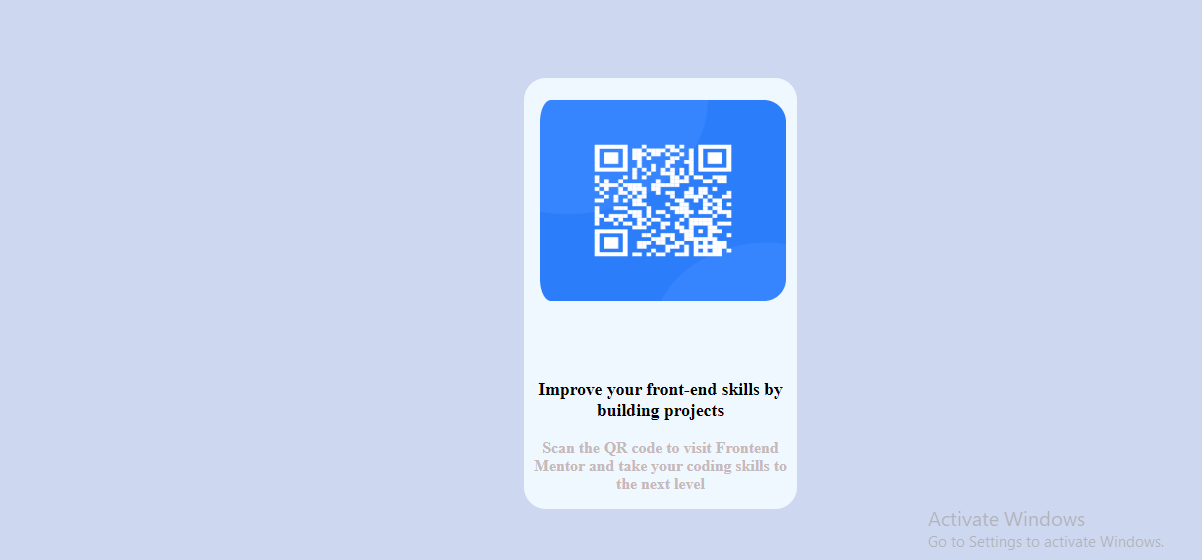 Improve your front-end skills by
building projects
Scan the QR code to visit Frontend
Mentor and take your coding skills to
the next level
Activate Windows
Go to Settings to activate Windows.